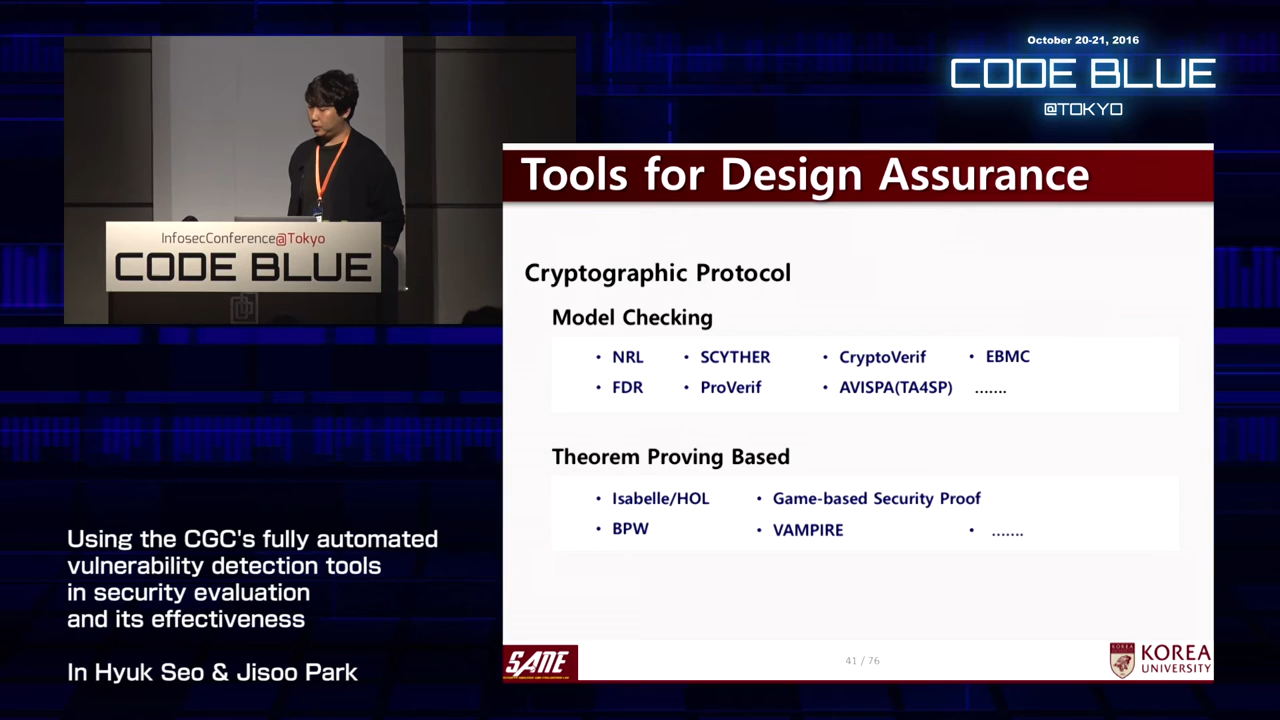 October 20-21, 2016
CODE BLUE
@TOKYO
InfosecConference@Tokyo
CODE BLUE
Tools for Design Assurance
Cryptographic Protocol
Model Checking
• NRL • SCYTHER • CryptoVerif • EBMC
• FDR • ProVerif • AVISPA(TA4SP) .......
Theorem Proving Based
• Isabelle/HOL • Game-based Security Proof
• BPW • VAMPIRE • .......
Using the CGC's fully automated
vulnerability detection tools
in security evaluation
and its effectiveness
In Hyuk Seo & Jisoo Park
SANE
41 / 76
KOREA
UNIVERSITY